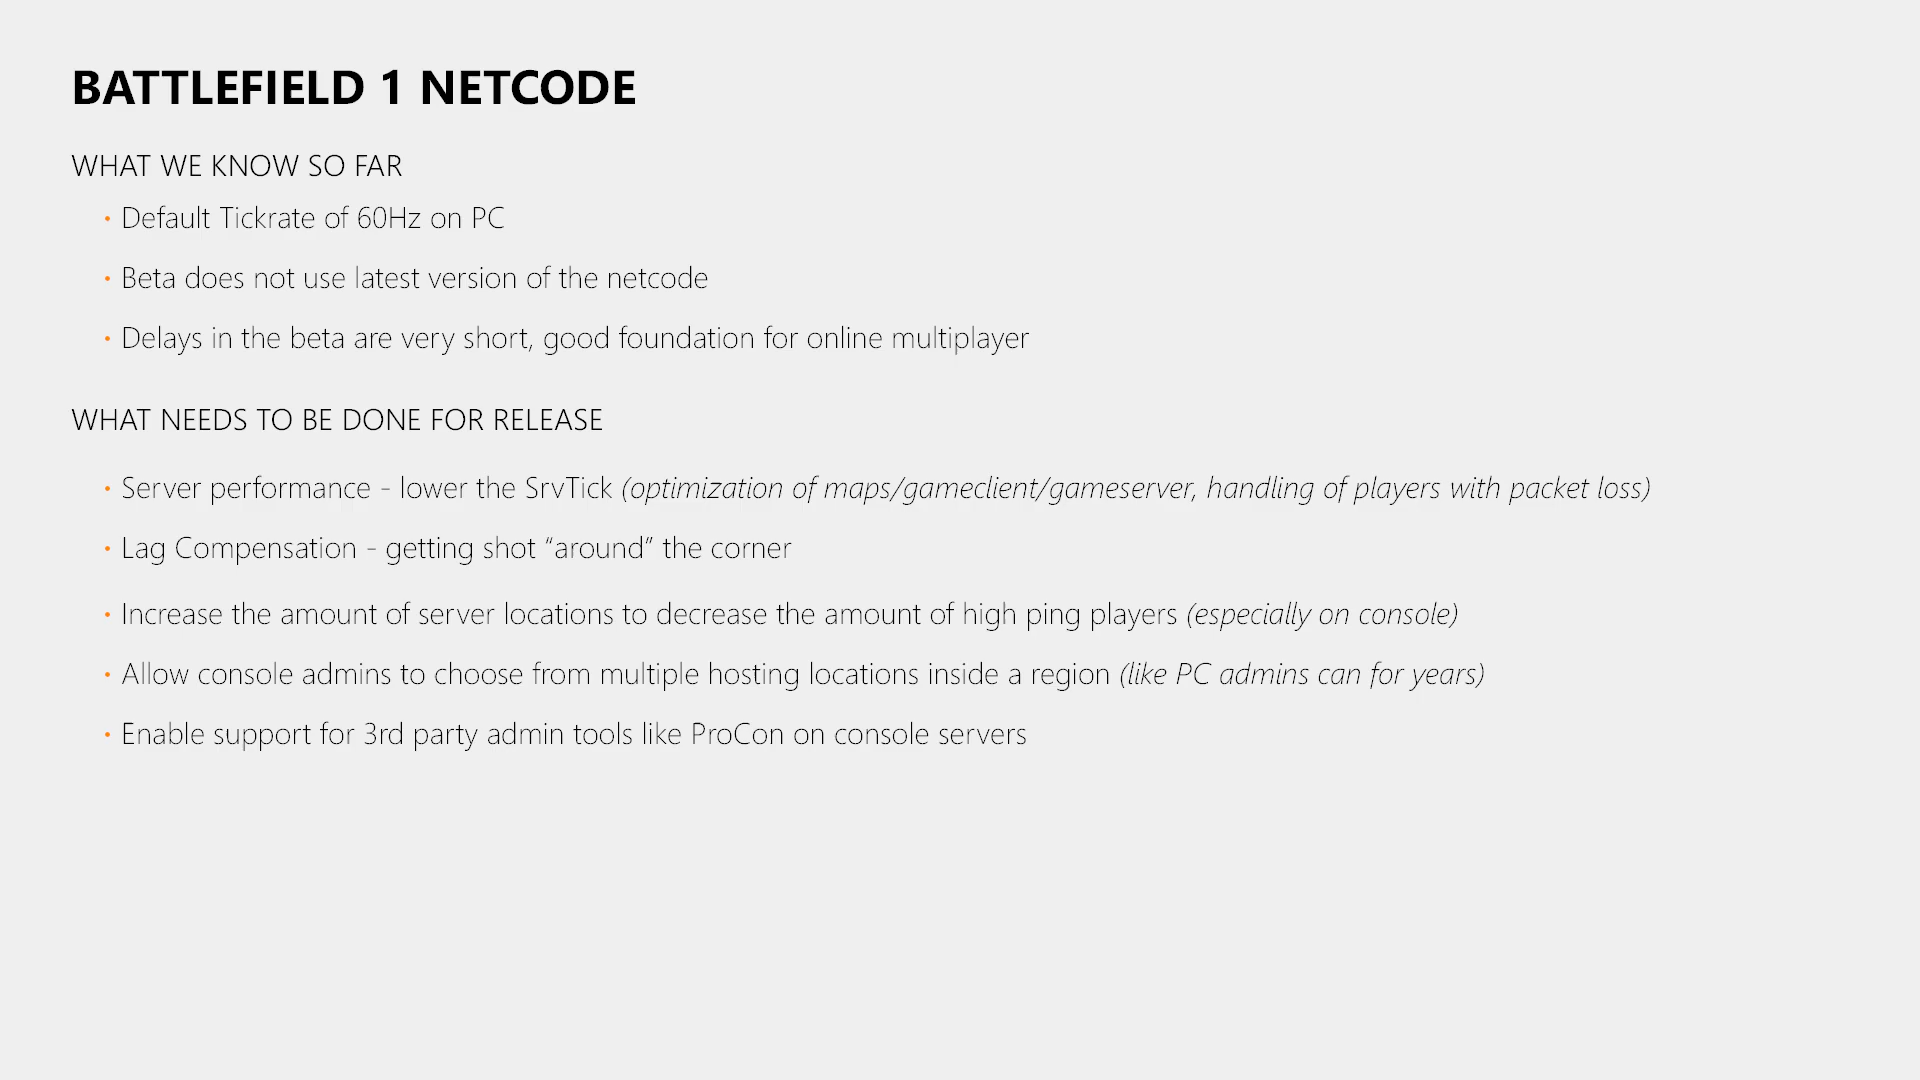 BATTLEFIELD 1 NETCODE
WHAT WE KNOW SO FAR
• Default Tickrate of 60Hz on PC
• Beta does not use latest version of the netcode
• Delays in the beta are very short, good foundation for online multiplayer
WHAT NEEDS TO BE DONE FOR RELEASE
• Server performance - lower the SrvTick (optimization of maps/gameclient/gameserver, handling of players with packet loss)
• Lag Compensation - getting shot “around” the corner
• Increase the amount of server locations to decrease the amount of high ping players (especially on console)
• Allow console admins to choose from multiple hosting locations inside a region (like PC admins can for years)
• Enable support for 3rd party admin tools like ProCon on console servers